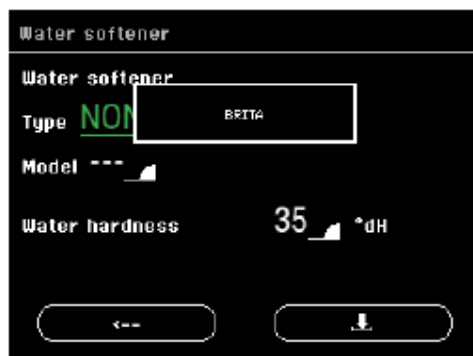 Water softener
Water softener
Type NON
BRITA
Model ---
Water hardness 35 °dH
<--